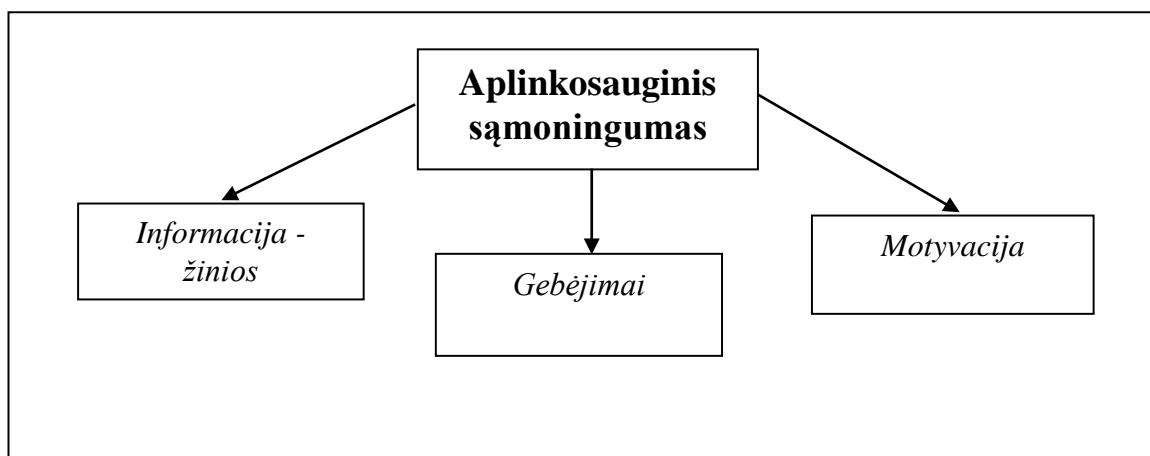 Aplinkosauginis
sąmoningumas
Informacija -
žinios
Gebėjimai
Motyvacija